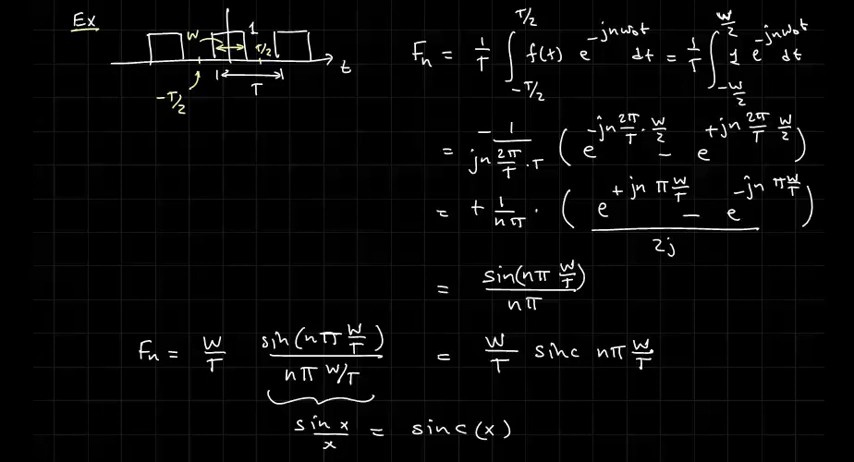 Ex
W 1 T/2 t
-T/2 T
Fn = 1/T ∫_{-T/2}^{T/2} f(t) e^{-jnω₀t} dt = 1/T ∫_{-W/2}^{W/2} 1 e^{-jnω₀t} dt
= -1/(jn 2π/T · T) ( e^{-jn 2π/T · W/2} - e^{+jn 2π/T W/2} )
= + 1/(nπ) · ( e^{+jn π W/T} - e^{-jn π W/T} )/2j
= sin(nπ W/T)/(nπ)
Fn = W/T sin(nπ W/T)/(nπ W/T) = W/T sinc nπ W/T
sin x/x = sinc(x)